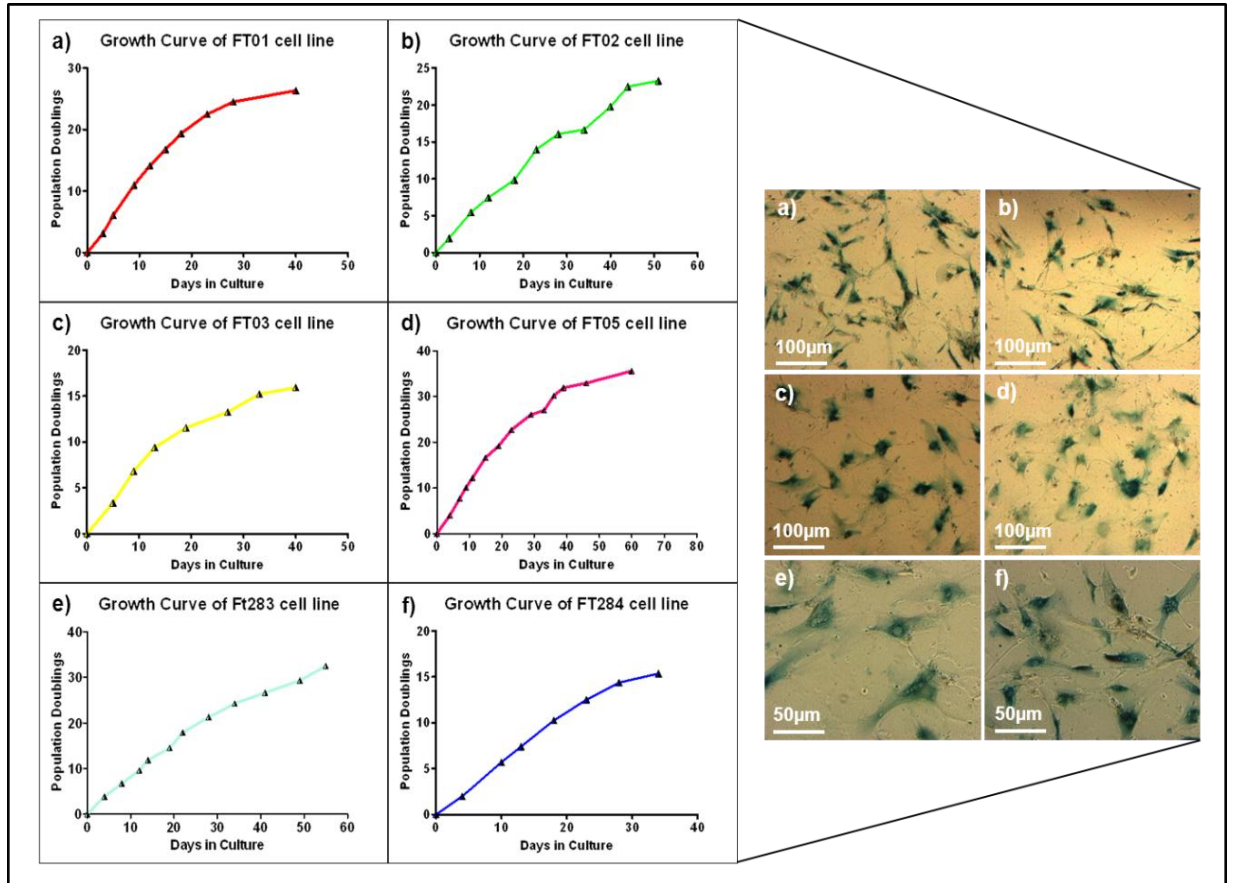 a) Growth Curve of FT01 cell line
Population Doublings
30
20
10
0
0 10 20 30 40 50
Days in Culture
b) Growth Curve of FT02 cell line
Population Doublings
25
20
15
10
5
0
0 10 20 30 40 50 60
Days in Culture
c) Growth Curve of FT03 cell line
Population Doublings
20
15
10
5
0
0 10 20 30 40 50
Days in Culture
d) Growth Curve of FT05 cell line
Population Doublings
40
30
20
10
0
0 10 20 30 40 50 60 70 80
Days in Culture
e) Growth Curve of Ft283 cell line
Population Doublings
40
30
20
10
0
0 10 20 30 40 50 60
Days in Culture
f) Growth Curve of FT284 cell line
Population Doublings
20
15
10
5
0
0 10 20 30 40
Days in Culture
a)
100µm
b)
100µm
c)
100µm
d)
100µm
e)
50µm
f)
50µm